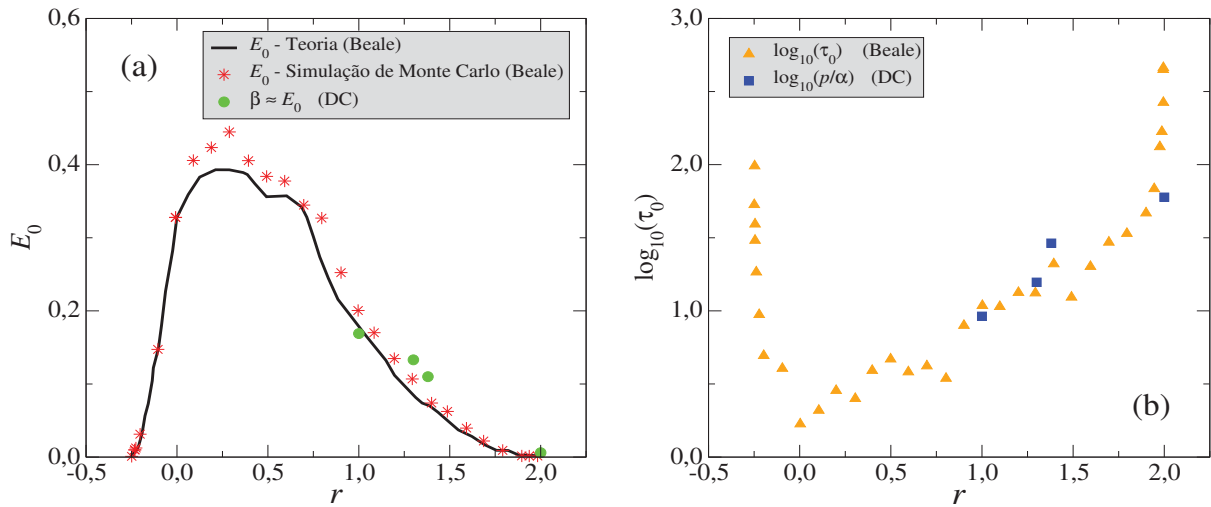 0,6
(a)
E₀ - Teoria (Beale)
E₀ - Simulação de Monte Carlo (Beale)
β ≈ E₀ (DC)
0,4
E₀
0,2
0,0
-0,5 0,0 0,5 1,0 1,5 2,0
r
3,0
log₁₀(τ₀) (Beale)
log₁₀(p/α) (DC)
2,0
log₁₀(τ₀)
1,0
(b)
0,0
-0,5 0,0 0,5 1,0 1,5 2,0
r